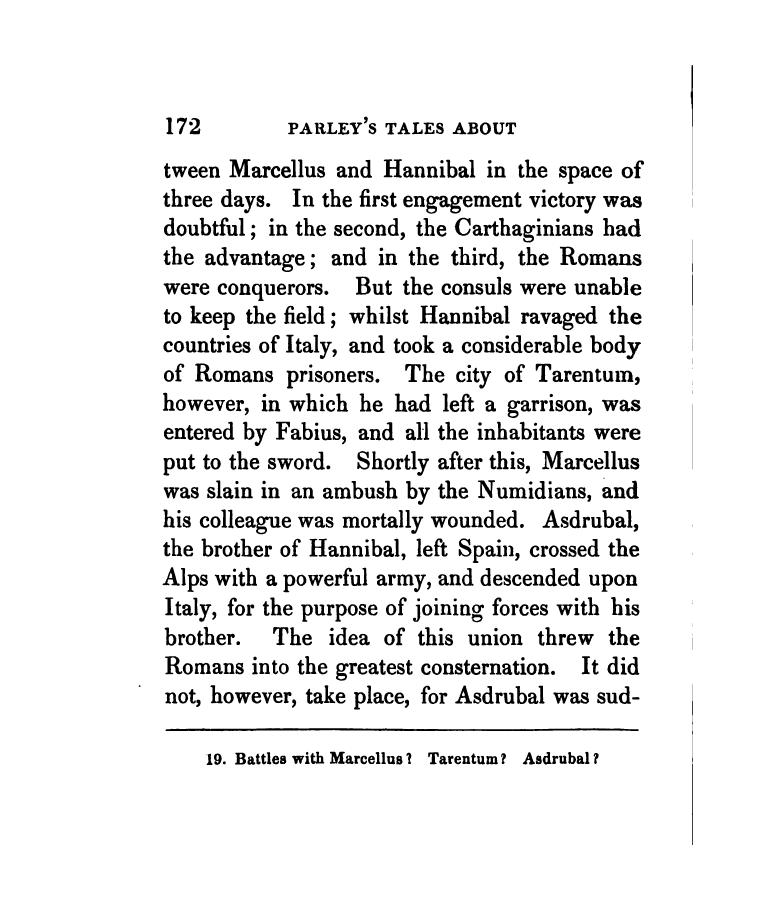 172 PARLEY'S TALES ABOUT
tween Marcellus and Hannibal in the space of
three days. In the first engagement victory was
doubtful; in the second, the Carthaginians had
the advantage; and in the third, the Romans
were conquerors. But the consuls were unable
to keep the field; whilst Hannibal ravaged the
countries of Italy, and took a considerable body
of Romans prisoners. The city of Tarentum,
however, in which he had left a garrison, was
entered by Fabius, and all the inhabitants were
put to the sword. Shortly after this, Marcellus
was slain in an ambush by the Numidians, and
his colleague was mortally wounded. Asdrubal,
the brother of Hannibal, left Spain, crossed the
Alps with a powerful army, and descended upon
Italy, for the purpose of joining forces with his
brother. The idea of this union threw the
Romans into the greatest consternation. It did
not, however, take place, for Asdrubal was sud-
19. Battles with Marcellus? Tarentum? Asdrubal?